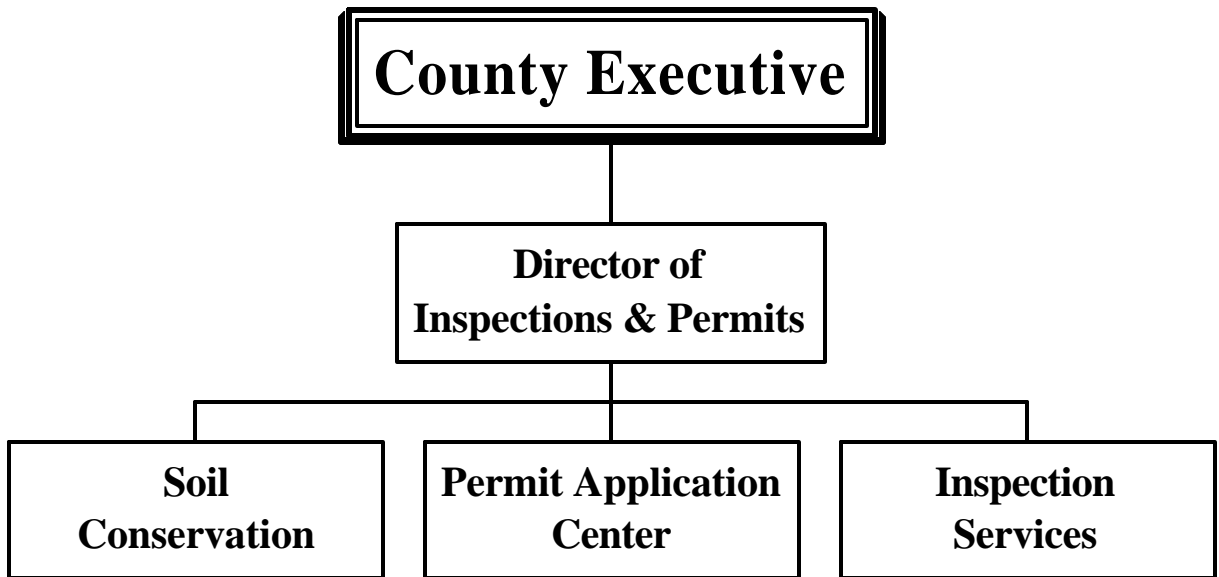 County Executive
Director of
Inspections & Permits
Soil
Conservation
Permit Application
Center
Inspection
Services